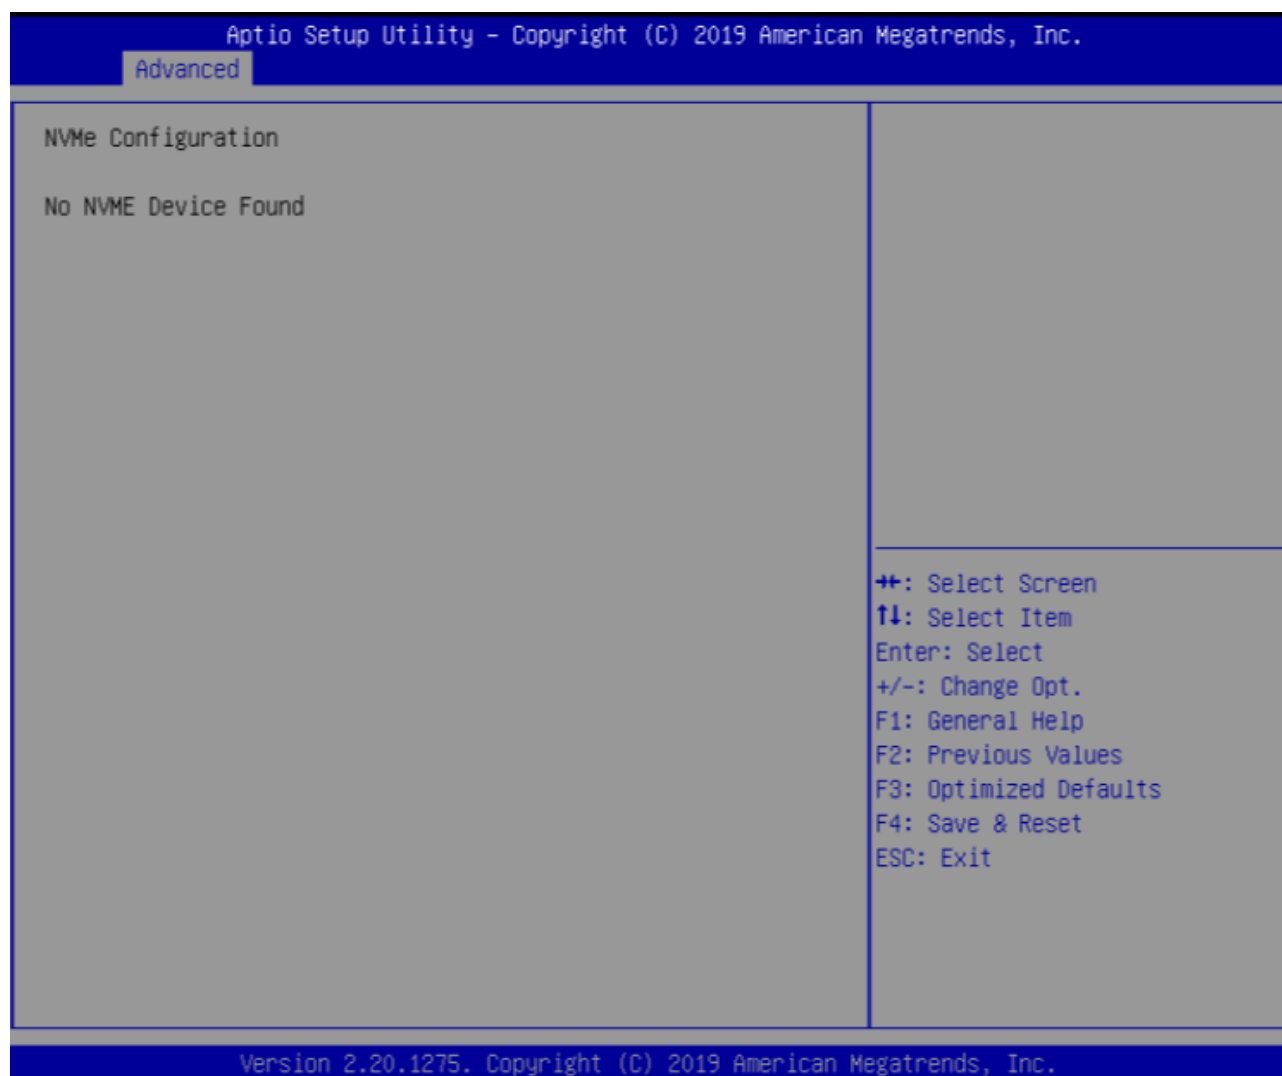 Aptio Setup Utility – Copyright (C) 2019 American Megatrends, Inc.
Advanced
NVMe Configuration
No NVME Device Found
→←: Select Screen
↑↓: Select Item
Enter: Select
+/-: Change Opt.
F1: General Help
F2: Previous Values
F3: Optimized Defaults
F4: Save & Reset
ESC: Exit
Version 2.20.1275. Copyright (C) 2019 American Megatrends, Inc.